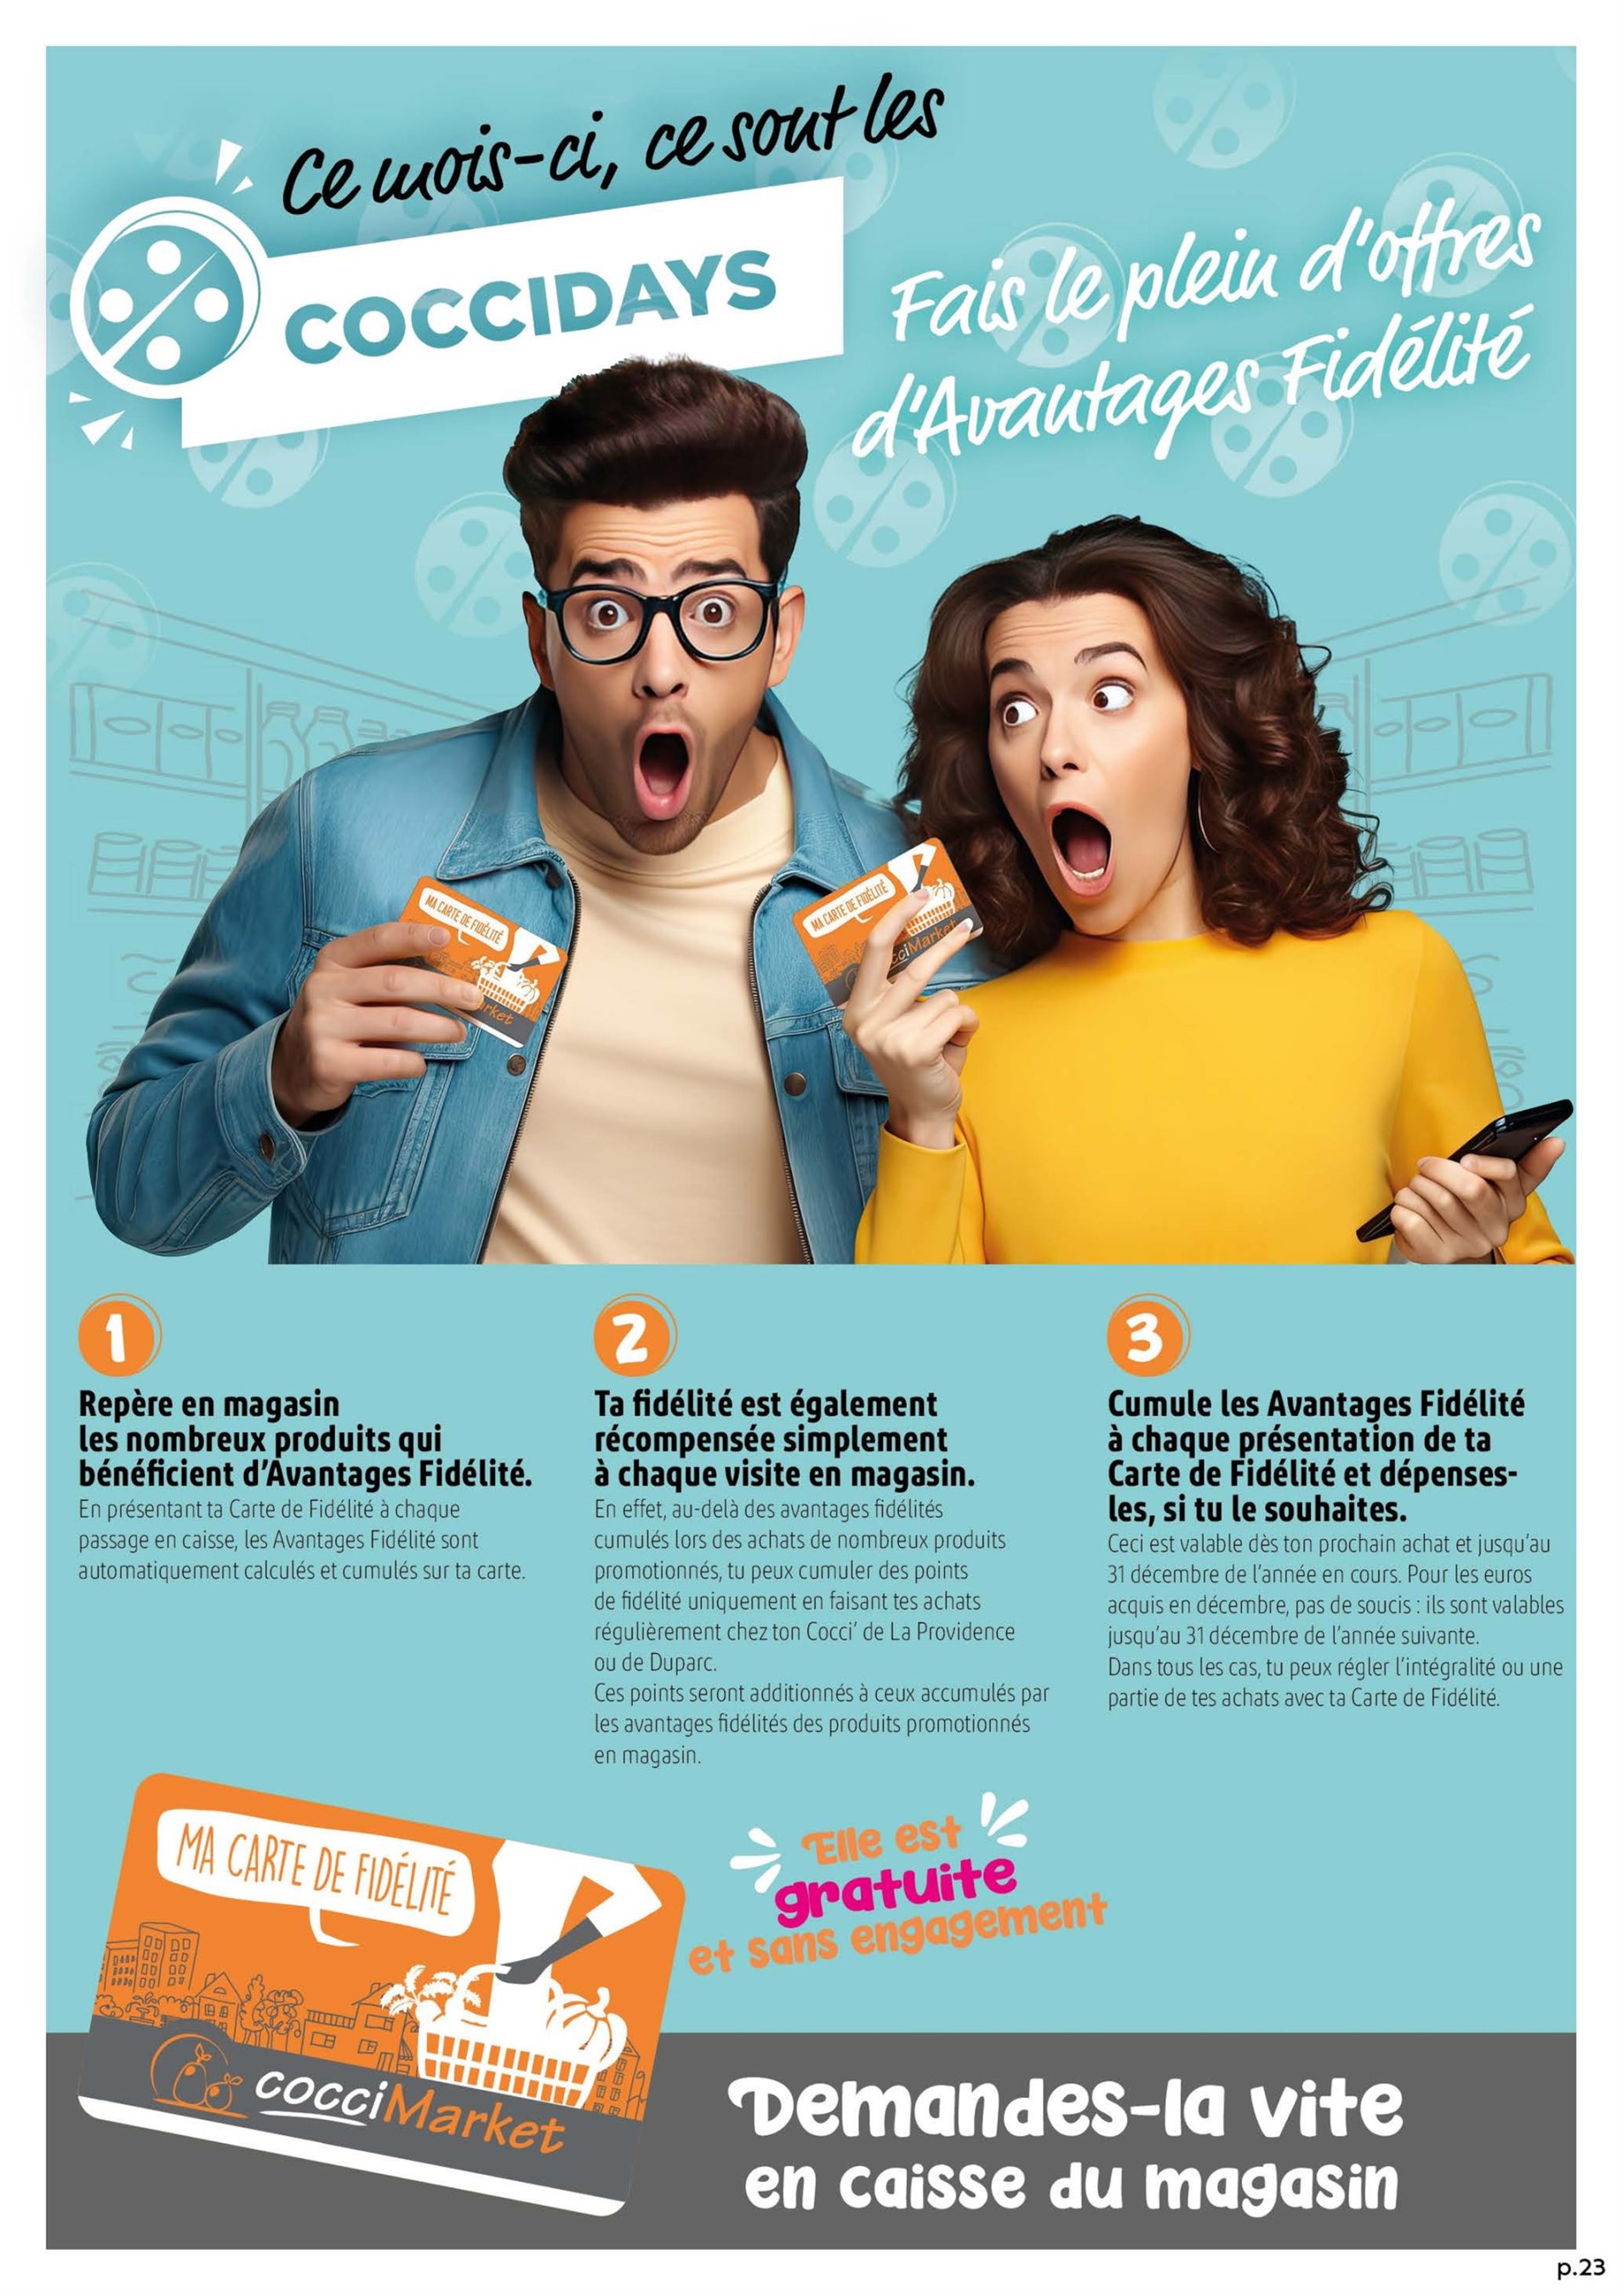 Ce mois-ci, ce sont les
COCCIDAYS
Fais le plein d'offres
d'Avantages Fidélité
MA CARTE DE FIDÉLITÉ
rket
MA CARTE DE FIDÉLITÉ
cciMarket
1
Repère en magasin
les nombreux produits qui
bénéficient d'Avantages Fidélité.
En présentant ta Carte de Fidélité à chaque
passage en caisse, les Avantages Fidélité sont
automatiquement calculés et cumulés sur ta carte.
2
Ta fidélité est également
récompensée simplement
à chaque visite en magasin.
En effet, au-delà des avantages fidélités
cumulés lors des achats de nombreux produits
promotionnés, tu peux cumuler des points
de fidélité uniquement en faisant tes achats
régulièrement chez ton Cocci' de La Providence
ou de Duparc.
Ces points seront additionnés à ceux accumulés par
les avantages fidélités des produits promotionnés
en magasin.
3
Cumule les Avantages Fidélité
à chaque présentation de ta
Carte de Fidélité et dépenses-
les, si tu le souhaites.
Ceci est valable dès ton prochain achat et jusqu'au
31 décembre de l'année en cours. Pour les euros
acquis en décembre, pas de soucis : ils sont valables
jusqu'au 31 décembre de l'année suivante.
Dans tous les cas, tu peux régler l'intégralité ou une
partie de tes achats avec ta Carte de Fidélité.
MA CARTE DE FIDÉLITÉ
cocciMarket
Elle est
gratuite
et sans engagement
Demandes-la vite
en caisse du magasin
p.23